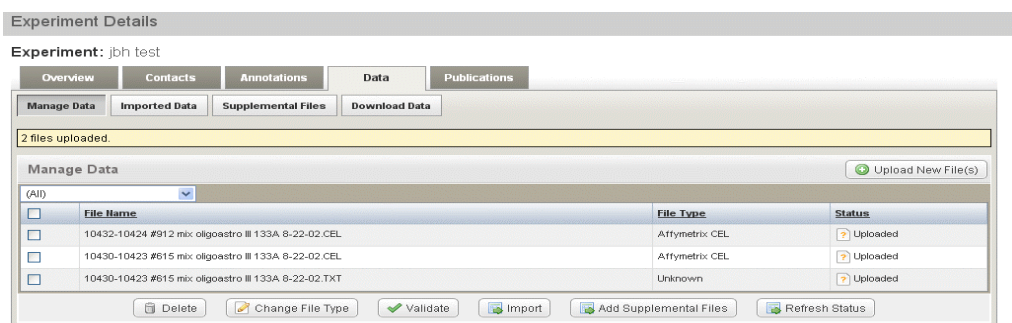 Experiment Details
Experiment: jbh test
Overview Contacts Annotations Data Publications
Manage Data Imported Data Supplemental Files Download Data
2 files uploaded.
Manage Data Upload New File(s)
(All)
File Name File Type Status
10432-10424 #912 mix oligoastro III 133A 8-22-02.CEL Affymetrix CEL ? Uploaded
10430-10423 #615 mix oligoastro III 133A 8-22-02.CEL Affymetrix CEL ? Uploaded
10430-10423 #615 mix oligoastro III 133A 8-22-02.TXT Unknown ? Uploaded
Delete Change File Type Validate Import Add Supplemental Files Refresh Status